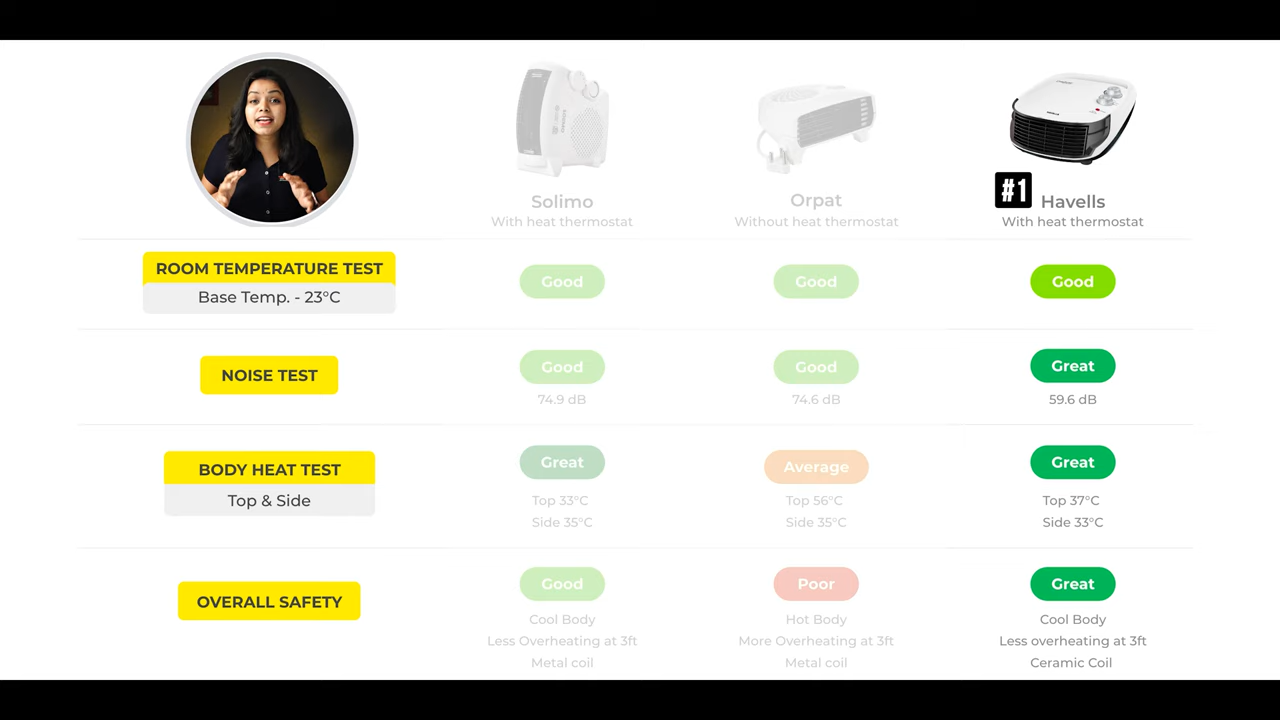 Solimo
With heat thermostat
Orpat
Without heat thermostat
#1
Havells
With heat thermostat
ROOM TEMPERATURE TEST
Base Temp. - 23°C
Good
Good
Good
NOISE TEST
Good
74.9 dB
Good
74.6 dB
Great
59.6 dB
BODY HEAT TEST
Top & Side
Great
Top 33°C
Side 35°C
Average
Top 56°C
Side 35°C
Great
Top 37°C
Side 33°C
OVERALL SAFETY
Good
Cool Body
Less Overheating at 3ft
Metal coil
Poor
Hot Body
More Overheating at 3ft
Metal coil
Great
Cool Body
Less overheating at 3ft
Ceramic Coil